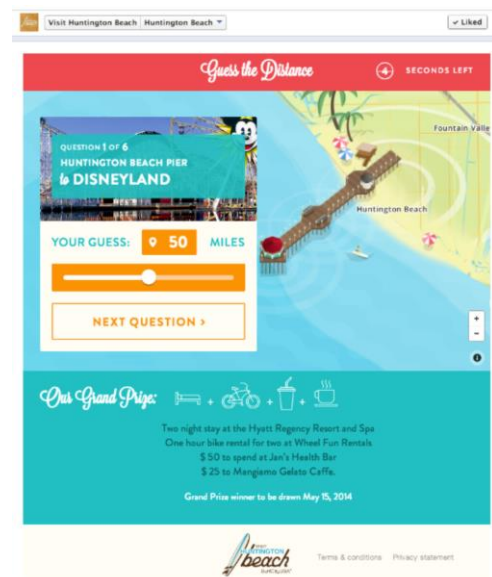 Visit Huntington Beach Huntington Beach
Liked
Guess the Distance
4 SECONDS LEFT
Fountain Valle
QUESTION 1 OF 6
HUNTINGTON BEACH PIER
to DISNEYLAND
Huntington Beach
YOUR GUESS: 50 MILES
NEXT QUESTION >
+
-
i
Our Grand Prize: + + +
Two night stay at the Hyatt Regency Resort and Spa
One hour bike rental for two at Wheel Fun Rentals
$50 to spend at Jan's Health Bar
$25 to Mangiamo Gelato Caffe.
Grand Prize winner to be drawn May 15, 2014
HUNTINGTON
beach
Terms & conditions Privacy statement